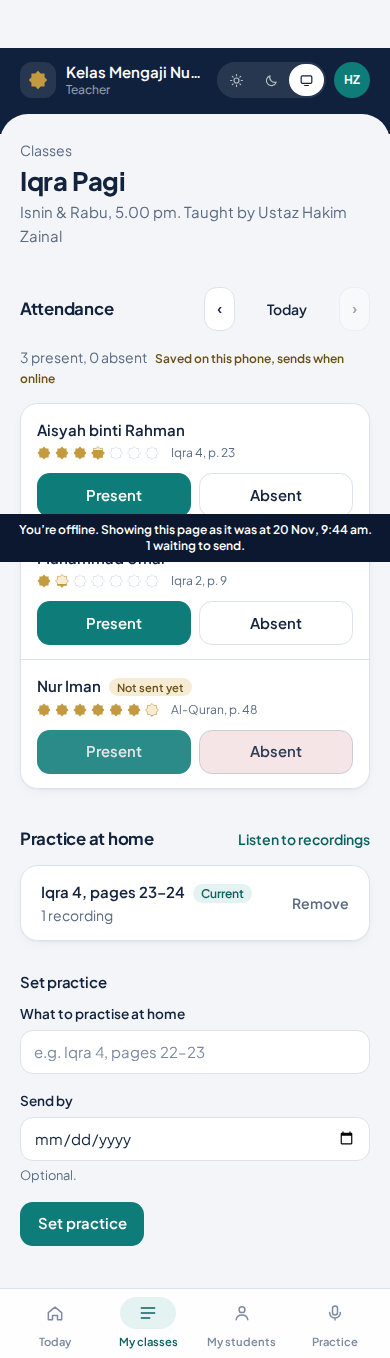 Kelas Mengaji Nu...
Teacher
HZ
Classes
Iqra Pagi
Isnin & Rabu, 5.00 pm. Taught by Ustaz Hakim
Zainal
Attendance
‹
Today
›
3 present, 0 absent Saved on this phone, sends when
online
Aisyah binti Rahman
Iqra 4, p. 23
Present
Absent
You're offline. Showing this page as it was at 20 Nov, 9:44 am.
1 waiting to send.
Iqra 2, p. 9
Present
Absent
Nur Iman Not sent yet
Al-Quran, p. 48
Present
Absent
Practice at home
Listen to recordings
Iqra 4, pages 23–24 Current
1 recording
Remove
Set practice
What to practise at home
e.g. Iqra 4, pages 22–23
Send by
mm/dd/yyyy
Optional.
Set practice
Today
My classes
My students
Practice